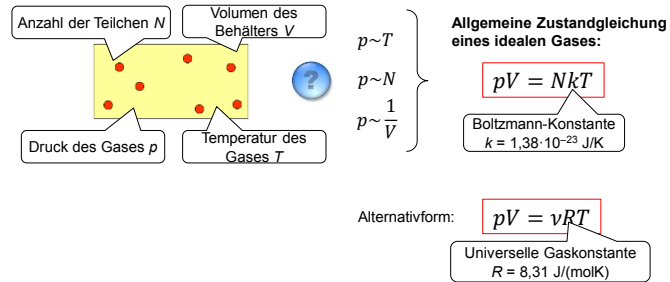 Anzahl der Teilchen N
Volumen des
Behälters V
?
Druck des Gases p
Temperatur des
Gases T
p~T
p~N
p~1/V
Allgemeine Zustandgleichung
eines idealen Gases:
pV = NkT
Boltzmann-Konstante
k = 1,38·10⁻²³ J/K
Alternativform:
pV = νRT
Universelle Gaskonstante
R = 8,31 J/(molK)